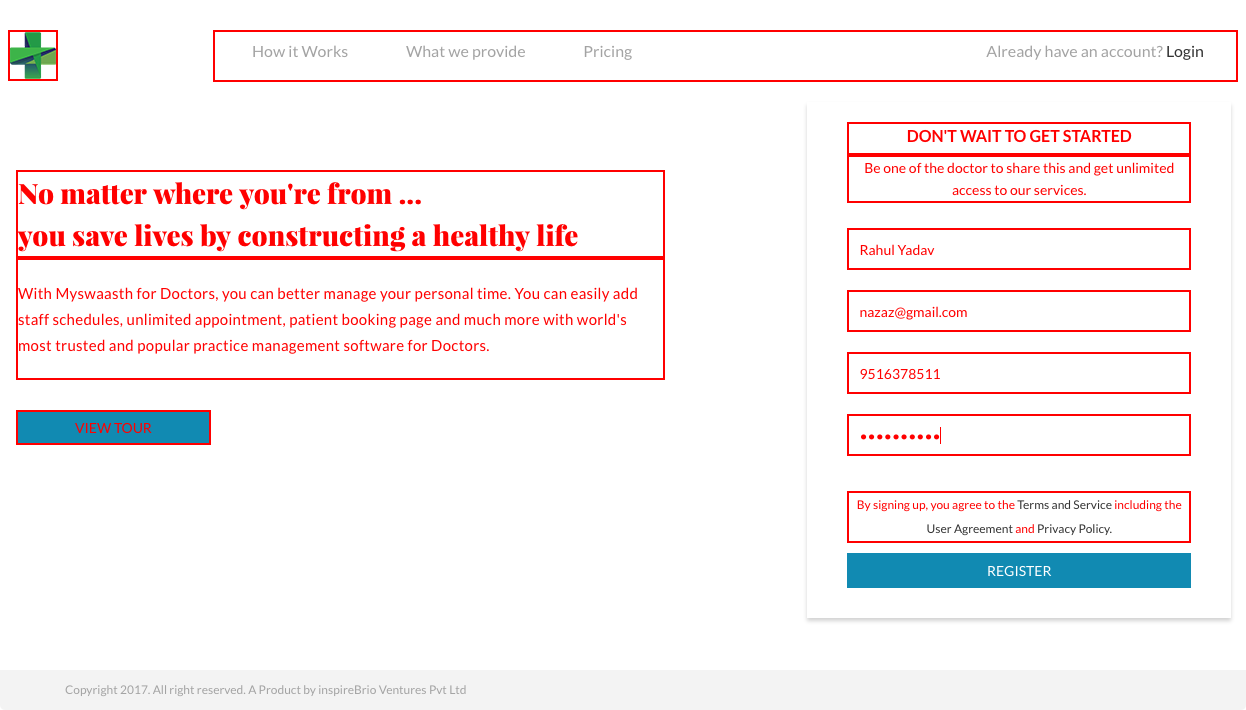 How it Works What we provide Pricing Already have an account? Login
No matter where you're from ...
you save lives by constructing a healthy life
With Myswaasth for Doctors, you can better manage your personal time. You can easily add
staff schedules, unlimited appointment, patient booking page and much more with world's
most trusted and popular practice management software for Doctors.
VIEW TOUR
DON'T WAIT TO GET STARTED
Be one of the doctor to share this and get unlimited
access to our services.
Rahul Yadav
nazaz@gmail.com
9516378511
••••••••••
By signing up, you agree to the Terms and Service including the
User Agreement and Privacy Policy.
REGISTER
Copyright 2017. All right reserved. A Product by inspireBrio Ventures Pvt Ltd